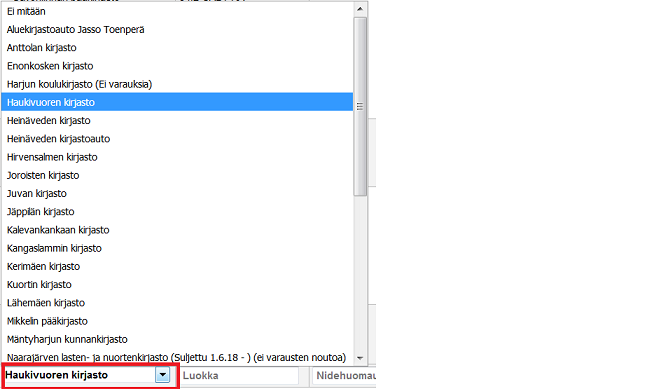 Ei mitään
Aluekirjastoauto Jasso Toenperä
Anttolan kirjasto
Enonkosken kirjasto
Harjun koulukirjasto (Ei varauksia)
Haukivuoren kirjasto
Heinäveden kirjasto
Heinäveden kirjastoauto
Hirvensalmen kirjasto
Joroisten kirjasto
Juvan kirjasto
Jäppilän kirjasto
Kalevankankaan kirjasto
Kangaslammin kirjasto
Kerimäen kirjasto
Kuortin kirjasto
Lähemäen kirjasto
Mikkelin pääkirjasto
Mäntyharjun kunnankirjasto
Naarajärven lasten- ja nuortenkirjasto (Suljettu 1.6.18 - ) (ei varausten noutoa)
Haukivuoren kirjasto Luokka Nidehuomau